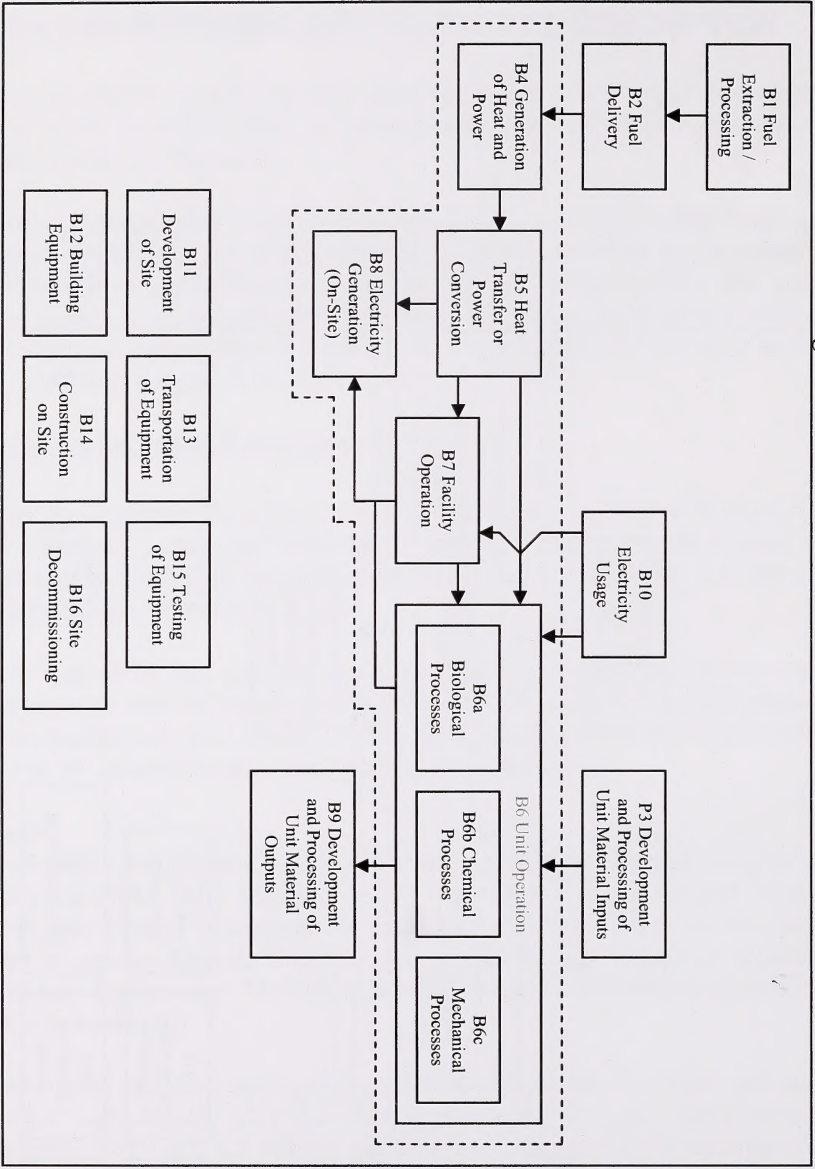 B1 Fuel
Extraction /
Processing
B2 Fuel
Delivery
B4 Generation
of Heat and
Power
B5 Heat
Transfer or
Power
Conversion
B8 Electricity
Generation
(On-Site)
B7 Facility
Operation
B10
Electricity
Usage
P3 Development
and Processing of
Unit Material Inputs
B6 Unit Operation
B6a
Biological
Processes
B6b Chemical
Processes
B6c
Mechanical
Processes
B9 Development
and Processing of
Unit Material
Outputs
B11
Development
of Site
B13
Transportation
of Equipment
B15 Testing
of Equipment
B12 Building
Equipment
B14
Construction
on Site
B16 Site
Decommissioning